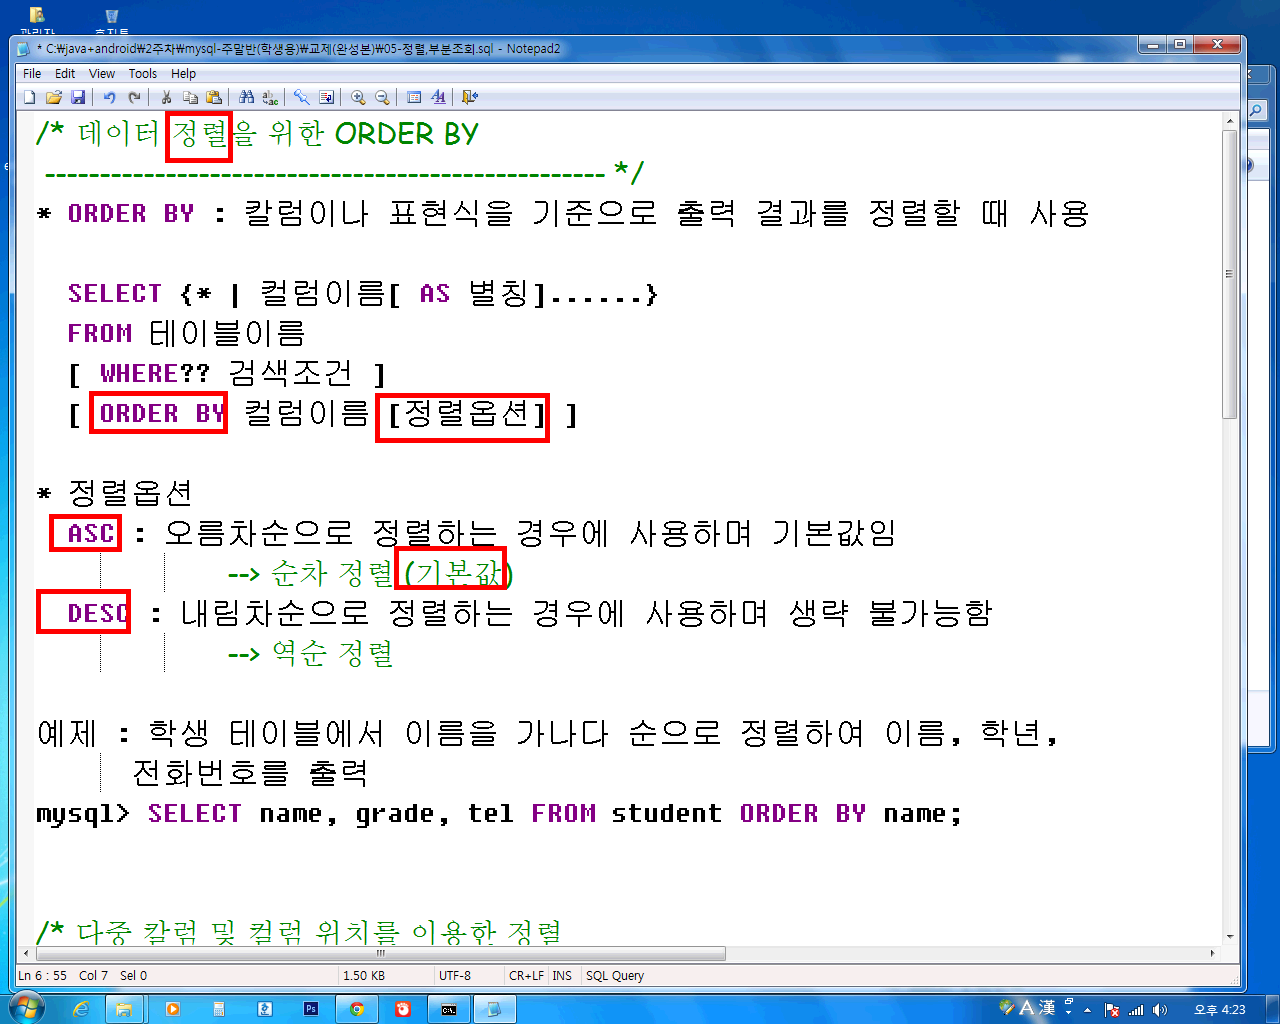 관리자 휴지통
* C:\java+android\2주차\mysql-주말반(학생용)\교제(완성본)\05-정렬,부분조회.sql - Notepad2
File Edit View Tools Help
/* 데이터 정렬을 위한 ORDER BY
--------------------------------------------------- */
* ORDER BY : 칼럼이나 표현식을 기준으로 출력 결과를 정렬할 때 사용
SELECT {* | 컬럼이름[ AS 별칭]......}
FROM 테이블이름
[ WHERE?? 검색조건 ]
[ ORDER BY 컬럼이름 [정렬옵션] ]
* 정렬옵션
ASC : 오름차순으로 정렬하는 경우에 사용하며 기본값임
--> 순차 정렬 (기본값)
DESC : 내림차순으로 정렬하는 경우에 사용하며 생략 불가능함
--> 역순 정렬
예제 : 학생 테이블에서 이름을 가나다 순으로 정렬하여 이름, 학년,
전화번호를 출력
mysql> SELECT name, grade, tel FROM student ORDER BY name;
/* 다중 칼럼 및 컬럼 위치를 이용한 정렬
Ln 6 : 55 Col 7 Sel 0 1.50 KB UTF-8 CR+LF INS SQL Query
Ps A 漢 오후 4:23